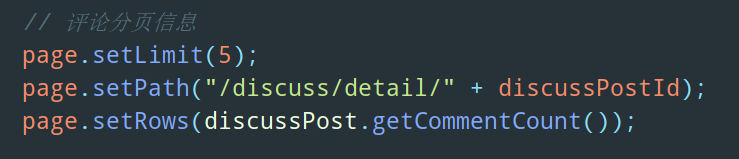 // 评论分页信息
page.setLimit(5);
page.setPath("/discuss/detail/" + discussPostId);
page.setRows(discussPost.getCommentCount());